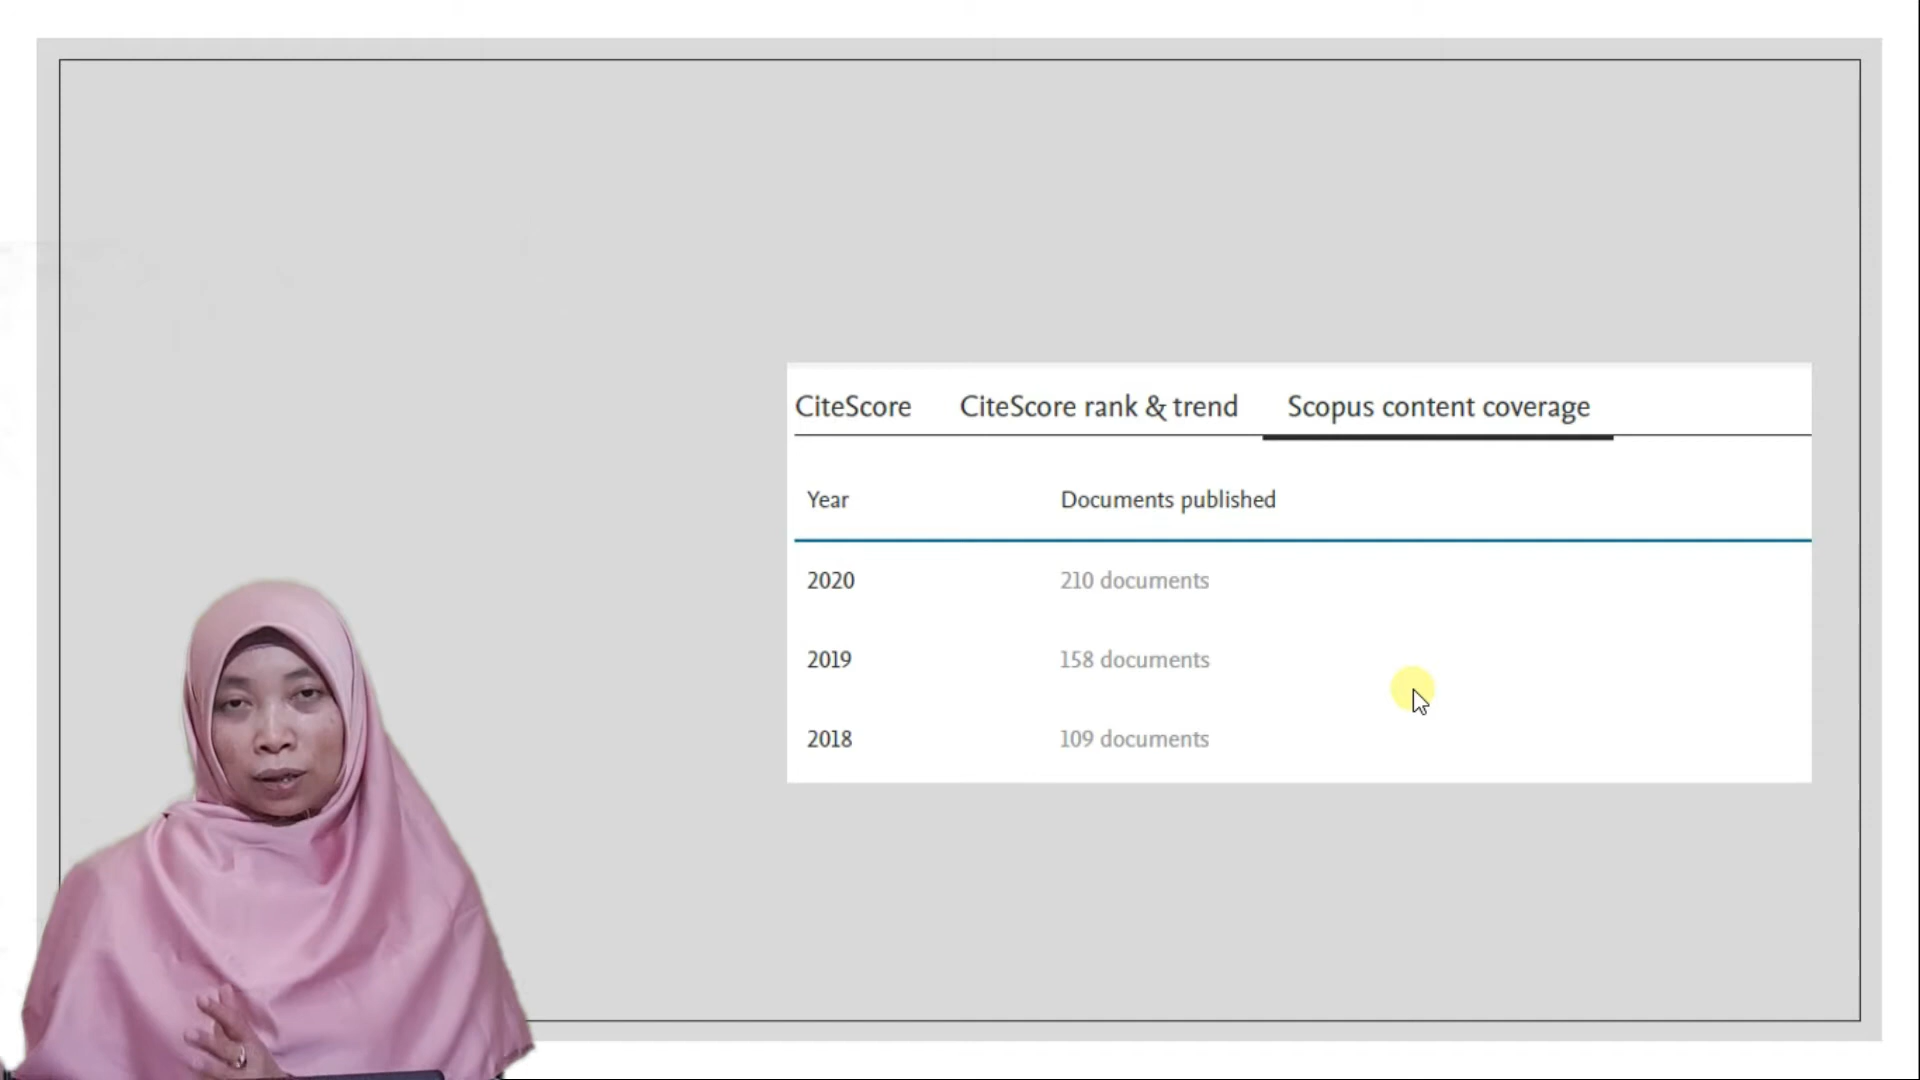 CiteScore CiteScore rank & trend Scopus content coverage
Year Documents published
2020 210 documents
2019 158 documents
2018 109 documents